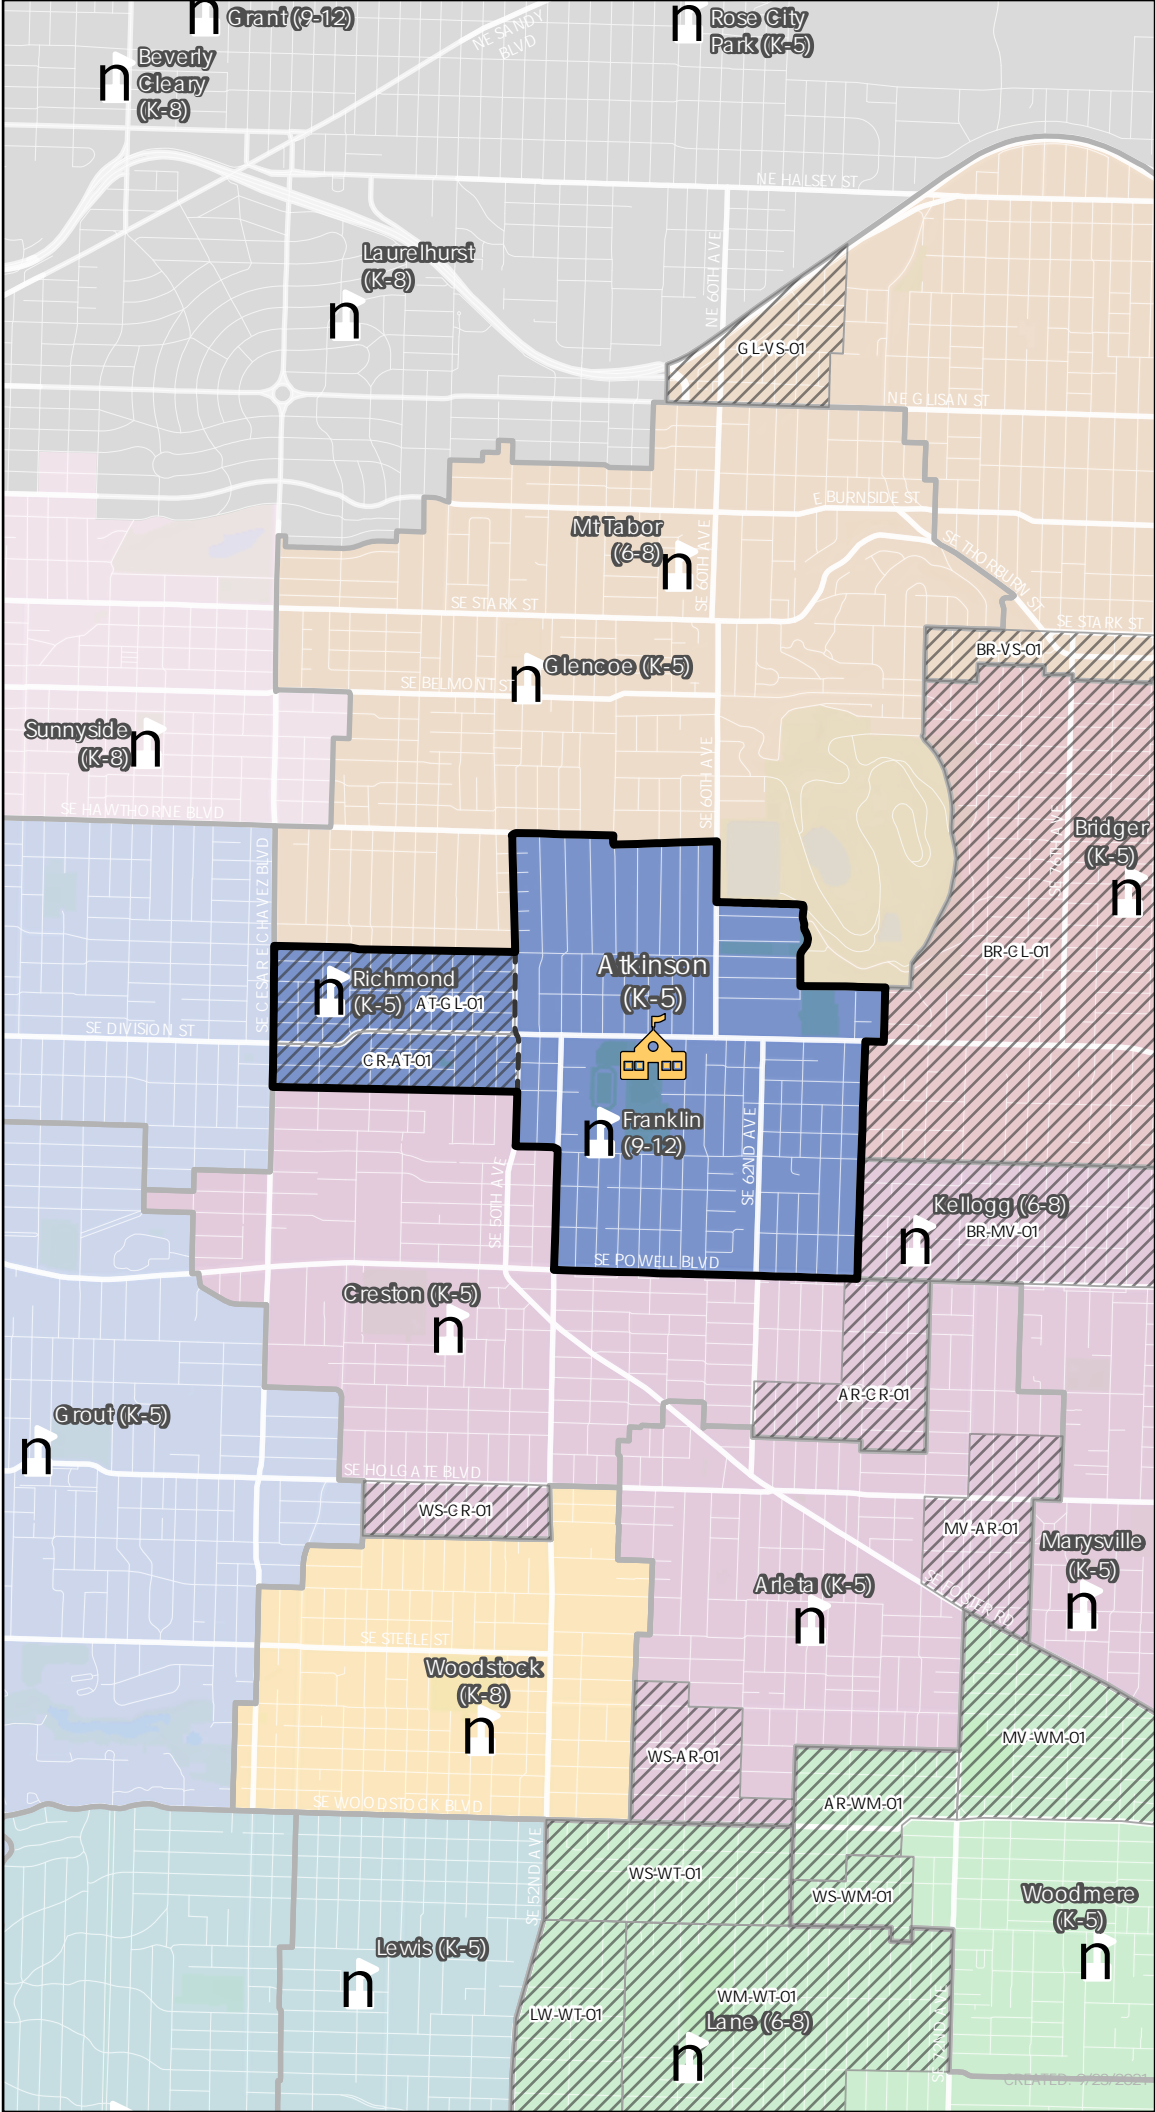 Grant (9-12)
Rose City
Park (K-5)
NE SANDY
BLVD
Beverly
Cleary
(K-8)
NE HALSEY ST
Laurelhurst
(K-8)
NE 60TH AVE
GL-VS-01
NE GLISAN ST
E BURNSIDE ST
Mt Tabor
(6-8)
SE 60TH AVE
SE THORBURN ST
SE STARK ST
SE STARK ST
BR-VS-01
Glencoe (K-5)
SE BELMONT ST
Sunnyside
(K-8)
SE 60TH AVE
SE HAWTHORNE BLVD
SE 76TH AVE
Bridger
(K-5)
SE CESAR E CHAVEZ BLVD
BR-CL-01
Atkinson
(K-5)
Richmond
(K-5)
AT-GL-01
SE DIVISION ST
CR-AT-01
Franklin
(9-12)
SE 62ND AVE
SE 50TH AVE
Kellogg (6-8)
BR-MV-01
SE POWELL BLVD
Creston (K-5)
AR-CR-01
Grout (K-5)
SE HOLGATE BLVD
WS-CR-01
MV-AR-01
Marysville
(K-5)
SE FOSTER RD
Arleta (K-5)
SE STEELE ST
Woodstock
(K-8)
MV-WM-01
WS-AR-01
AR-WM-01
SE WOODSTOCK BLVD
SE 52ND AVE
WS-WT-01
WS-WM-01
Woodmere
(K-5)
Lewis (K-5)
WM-WT-01
LW-WT-01
Lane (6-8)
SE 72ND AVE
CREATED: 9/23/2021